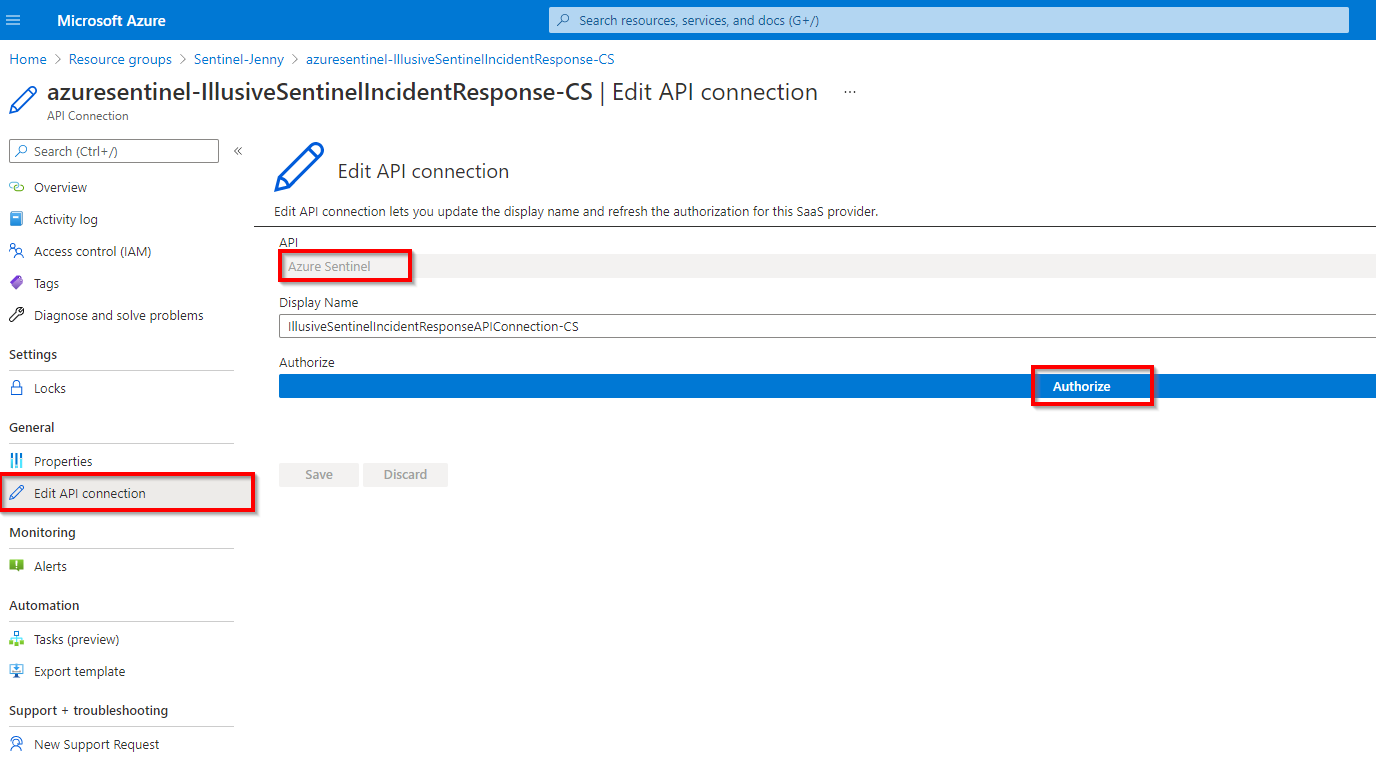 Microsoft Azure
Search resources, services, and docs (G+/)
Home > Resource groups > Sentinel-Jenny > azuresentinel-IllusiveSentinelIncidentResponse-CS
azuresentinel-IllusiveSentinelIncidentResponse-CS | Edit API connection ...
API Connection
Search (Ctrl+/)
«
Overview
Activity log
Access control (IAM)
Tags
Diagnose and solve problems
Settings
Locks
General
Properties
Edit API connection
Monitoring
Alerts
Automation
Tasks (preview)
Export template
Support + troubleshooting
New Support Request
Edit API connection
Edit API connection lets you update the display name and refresh the authorization for this SaaS provider.
API
Azure Sentinel
Display Name
IllusiveSentinelIncidentResponseAPIConnection-CS
Authorize
Authorize
Save Discard